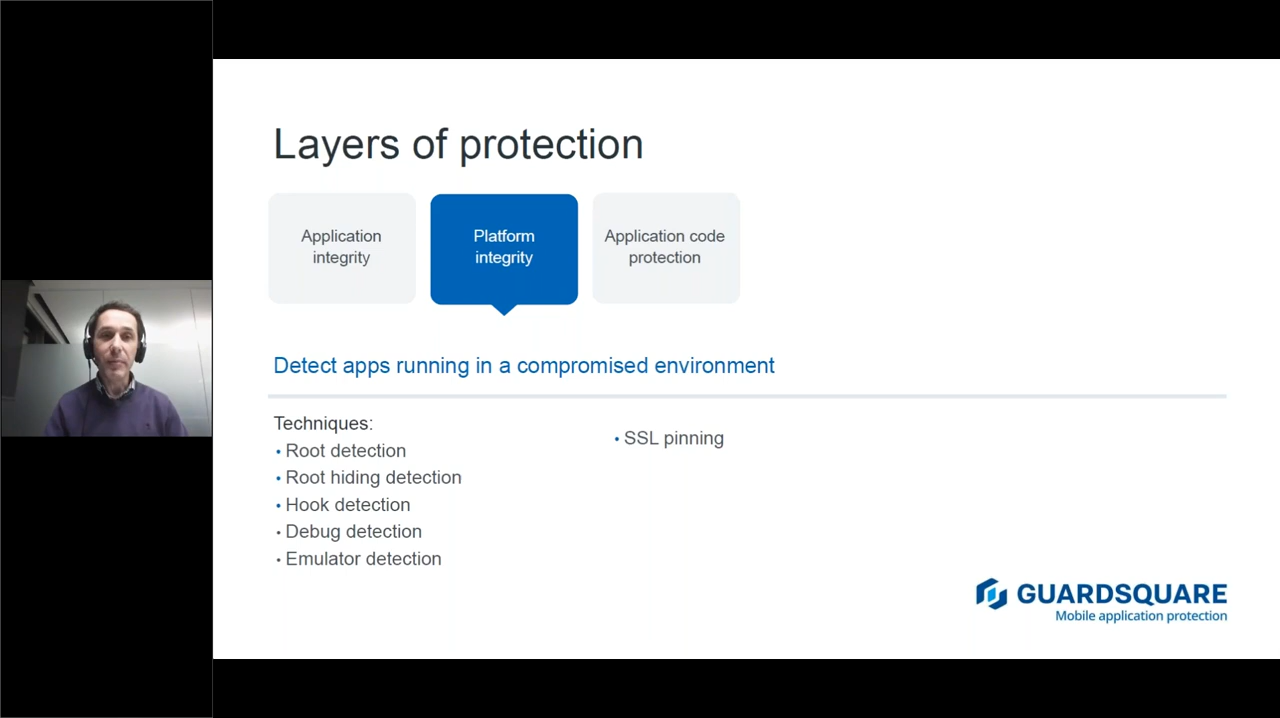 Layers of protection
Application
integrity
Platform
integrity
Application code
protection
Detect apps running in a compromised environment
Techniques:
• Root detection
• Root hiding detection
• Hook detection
• Debug detection
• Emulator detection
• SSL pinning
GUARDSQUARE
Mobile application protection